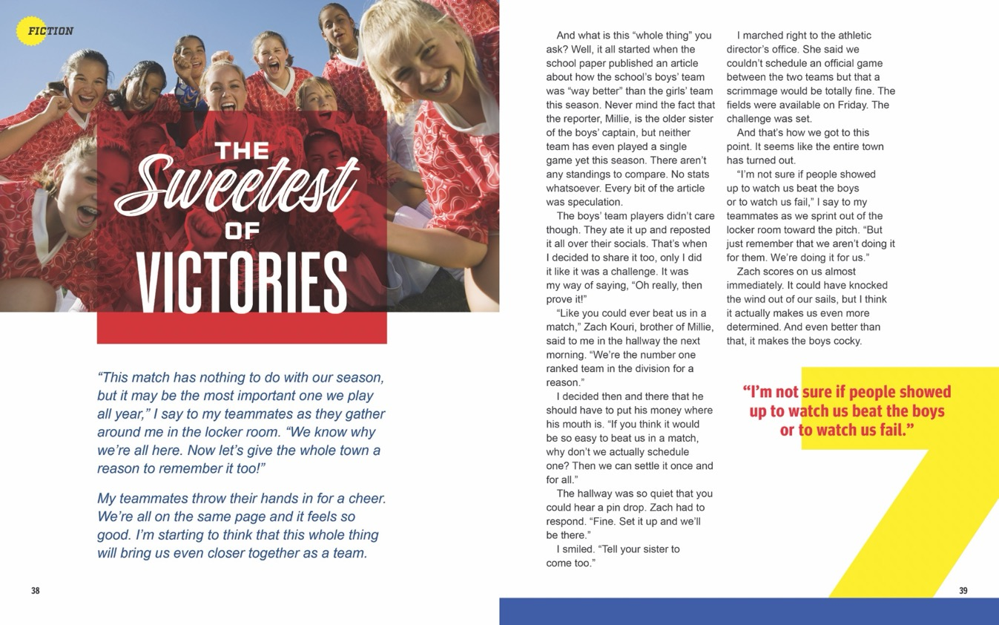 FICTION
THE
Sweetest
OF
VICTORIES
“This match has nothing to do with our season,
but it may be the most important one we play
all year,” I say to my teammates as they gather
around me in the locker room. “We know why
we’re all here. Now let’s give the whole town a
reason to remember it too!”
My teammates throw their hands in for a cheer.
We’re all on the same page and it feels so
good. I’m starting to think that this whole thing
will bring us even closer together as a team.
38
And what is this “whole thing” you
ask? Well, it all started when the
school paper published an article
about how the school’s boys’ team
was “way better” than the girls’ team
this season. Never mind the fact that
the reporter, Millie, is the older sister
of the boys’ captain, but neither
team has even played a single
game yet this season. There aren’t
any standings to compare. No stats
whatsoever. Every bit of the article
was speculation.
The boys’ team players didn’t care
though. They ate it up and reposted
it all over their socials. That’s when
I decided to share it too, only I did
it like it was a challenge. It was
my way of saying, “Oh really, then
prove it!”
“Like you could ever beat us in a
match,” Zach Kouri, brother of Millie,
said to me in the hallway the next
morning. “We’re the number one
ranked team in the division for a
reason.”
I decided then and there that he
should have to put his money where
his mouth is. “If you think it would
be so easy to beat us in a match,
why don’t we actually schedule
one? Then we can settle it once and
for all.”
The hallway was so quiet that you
could hear a pin drop. Zach had to
respond. “Fine. Set it up and we’ll
be there.”
I smiled. “Tell your sister to
come too.”
I marched right to the athletic
director’s office. She said we
couldn’t schedule an official game
between the two teams but that a
scrimmage would be totally fine. The
fields were available on Friday. The
challenge was set.
And that’s how we got to this
point. It seems like the entire town
has turned out.
“I’m not sure if people showed
up to watch us beat the boys
or to watch us fail,” I say to my
teammates as we sprint out of the
locker room toward the pitch. “But
just remember that we aren’t doing it
for them. We’re doing it for us.”
Zach scores on us almost
immediately. It could have knocked
the wind out of our sails, but I think
it actually makes us even more
determined. And even better than
that, it makes the boys cocky.
7
“I’m not sure if people showed
up to watch us beat the boys
or to watch us fail.”
39